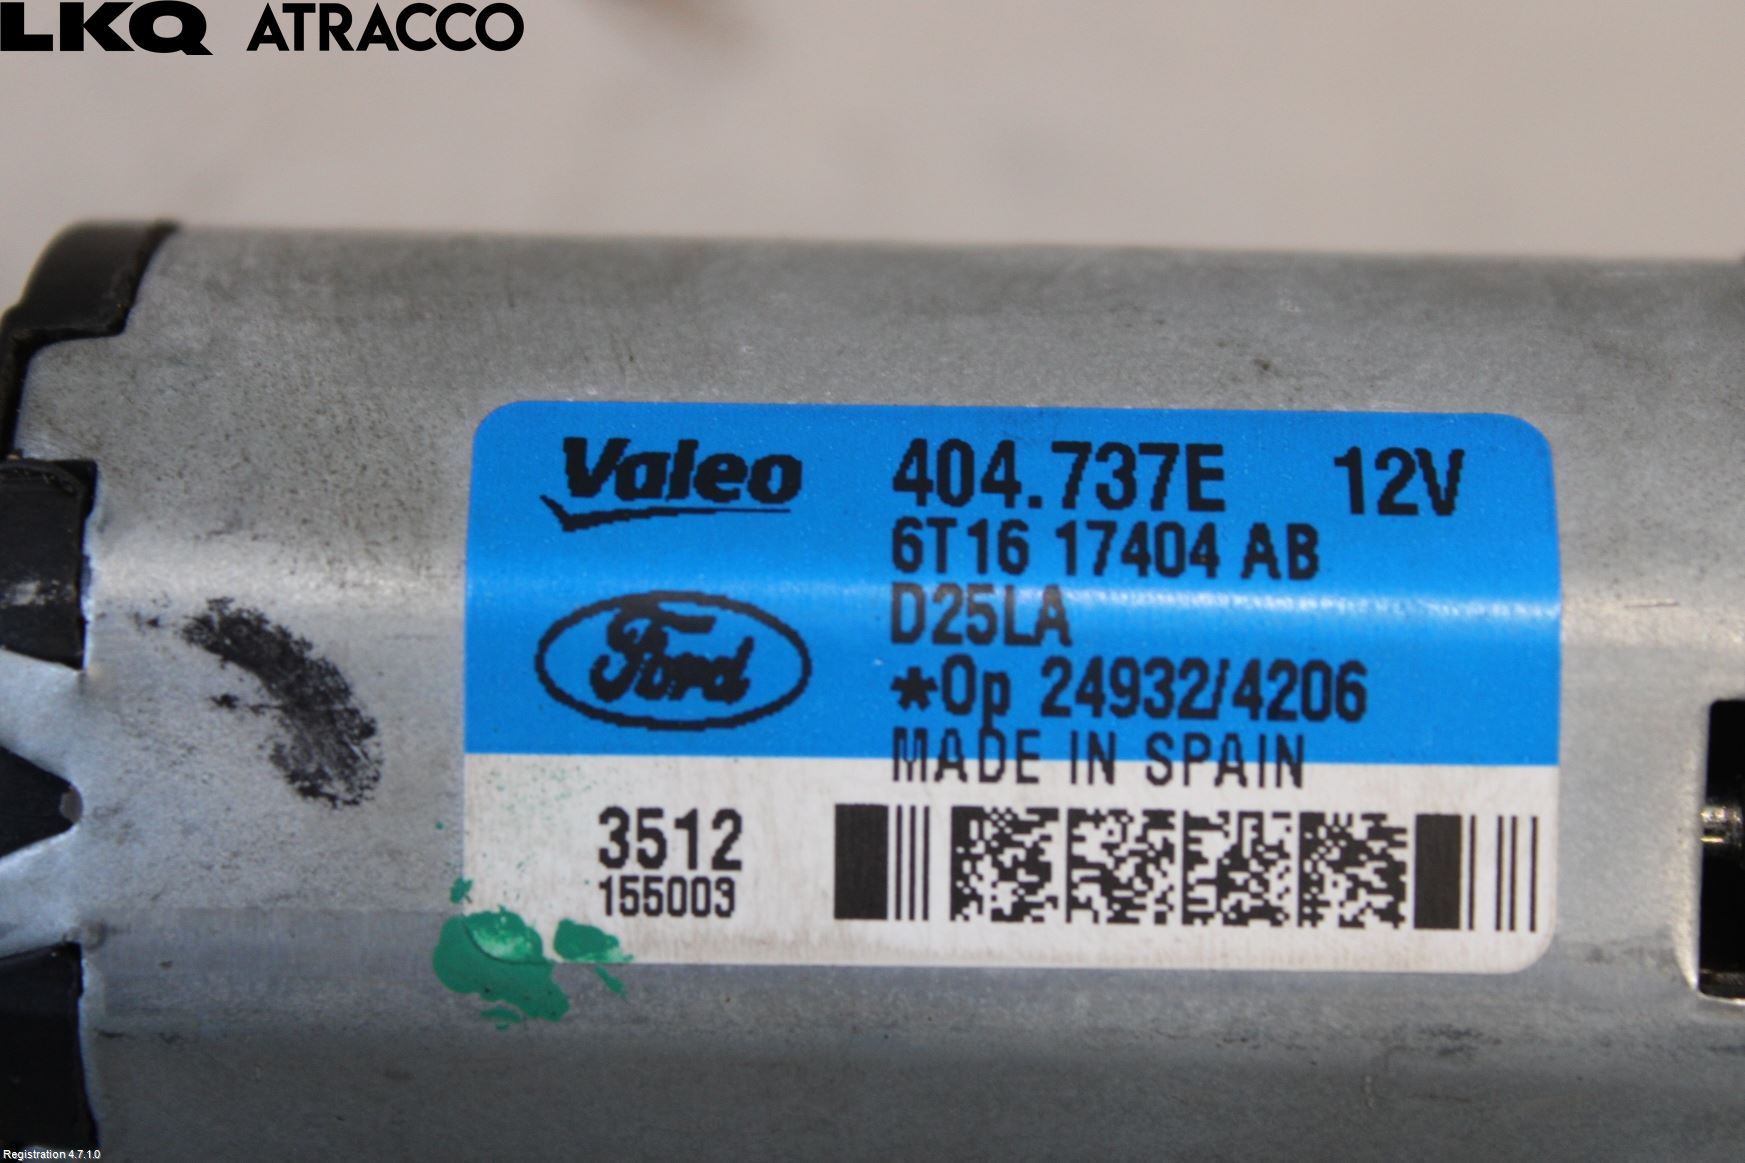 LKQ ATRACCO
Valeo 404.737E 12V
6T16 17404 AB
D25LA
Ford *Op 24932/4206
MADE IN SPAIN
3512
155003
Registration 4.7.1.0